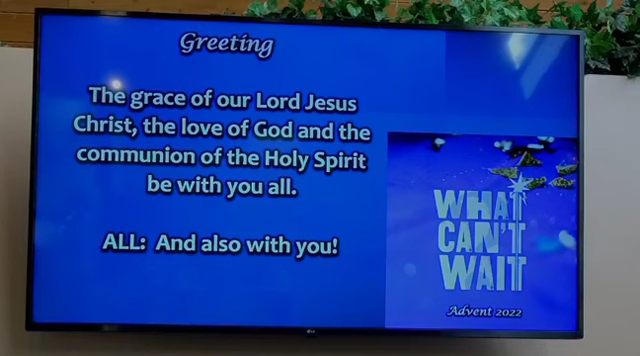 Greeting
The grace of our Lord Jesus
Christ, the love of God and the
communion of the Holy Spirit
be with you all.
ALL: And also with you!
WHAT
CAN'T
WAIT
Advent 2022
LG